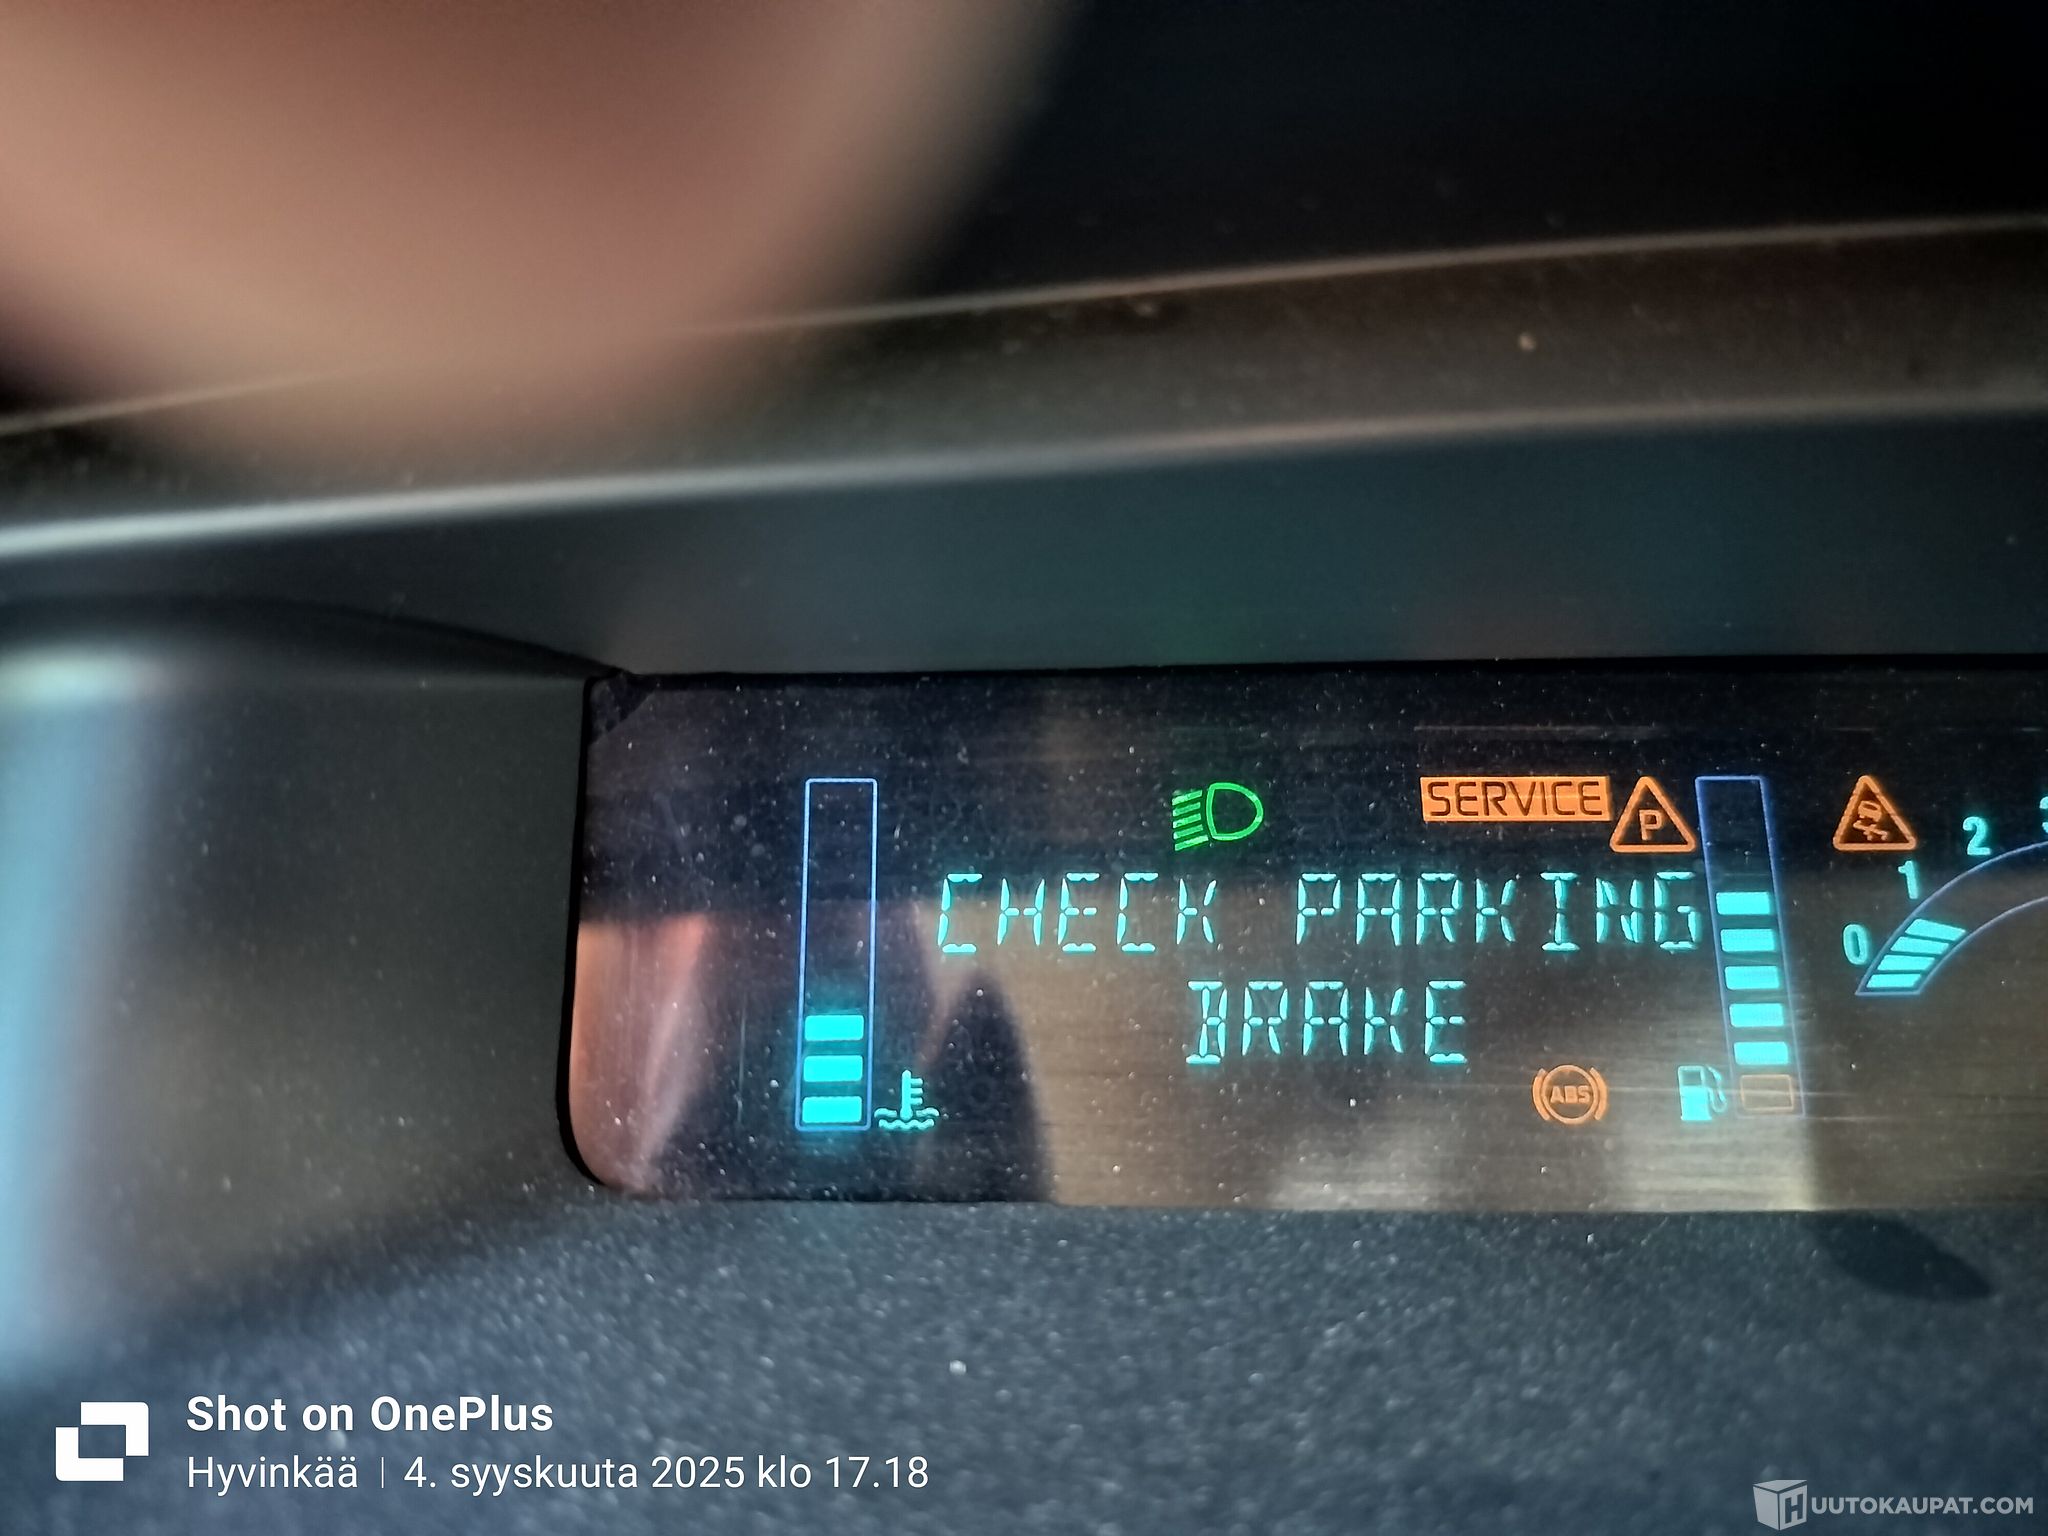 SERVICE
P
2
1
0
CHECK PARKING
BRAKE
ABS
Shot on OnePlus
Hyvinkää | 4. syyskuuta 2025 klo 17.18
HUUTOKAUPAT.COM